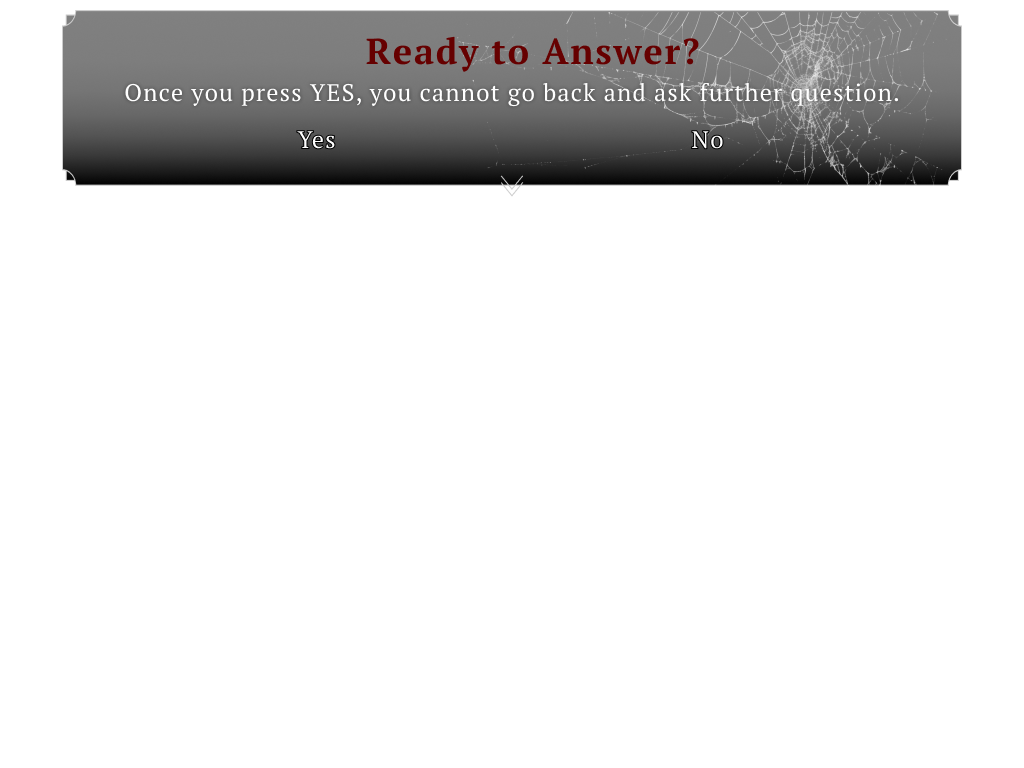 Ready to Answer?
Once you press YES, you cannot go back and ask further question.
Yes No